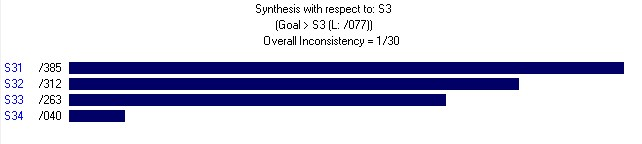 Synthesis with respect to: S3
(Goal > S3 (L: /077))
Overall Inconsistency = 1/30
S31 /385
S32 /312
S33 /263
S34 /040